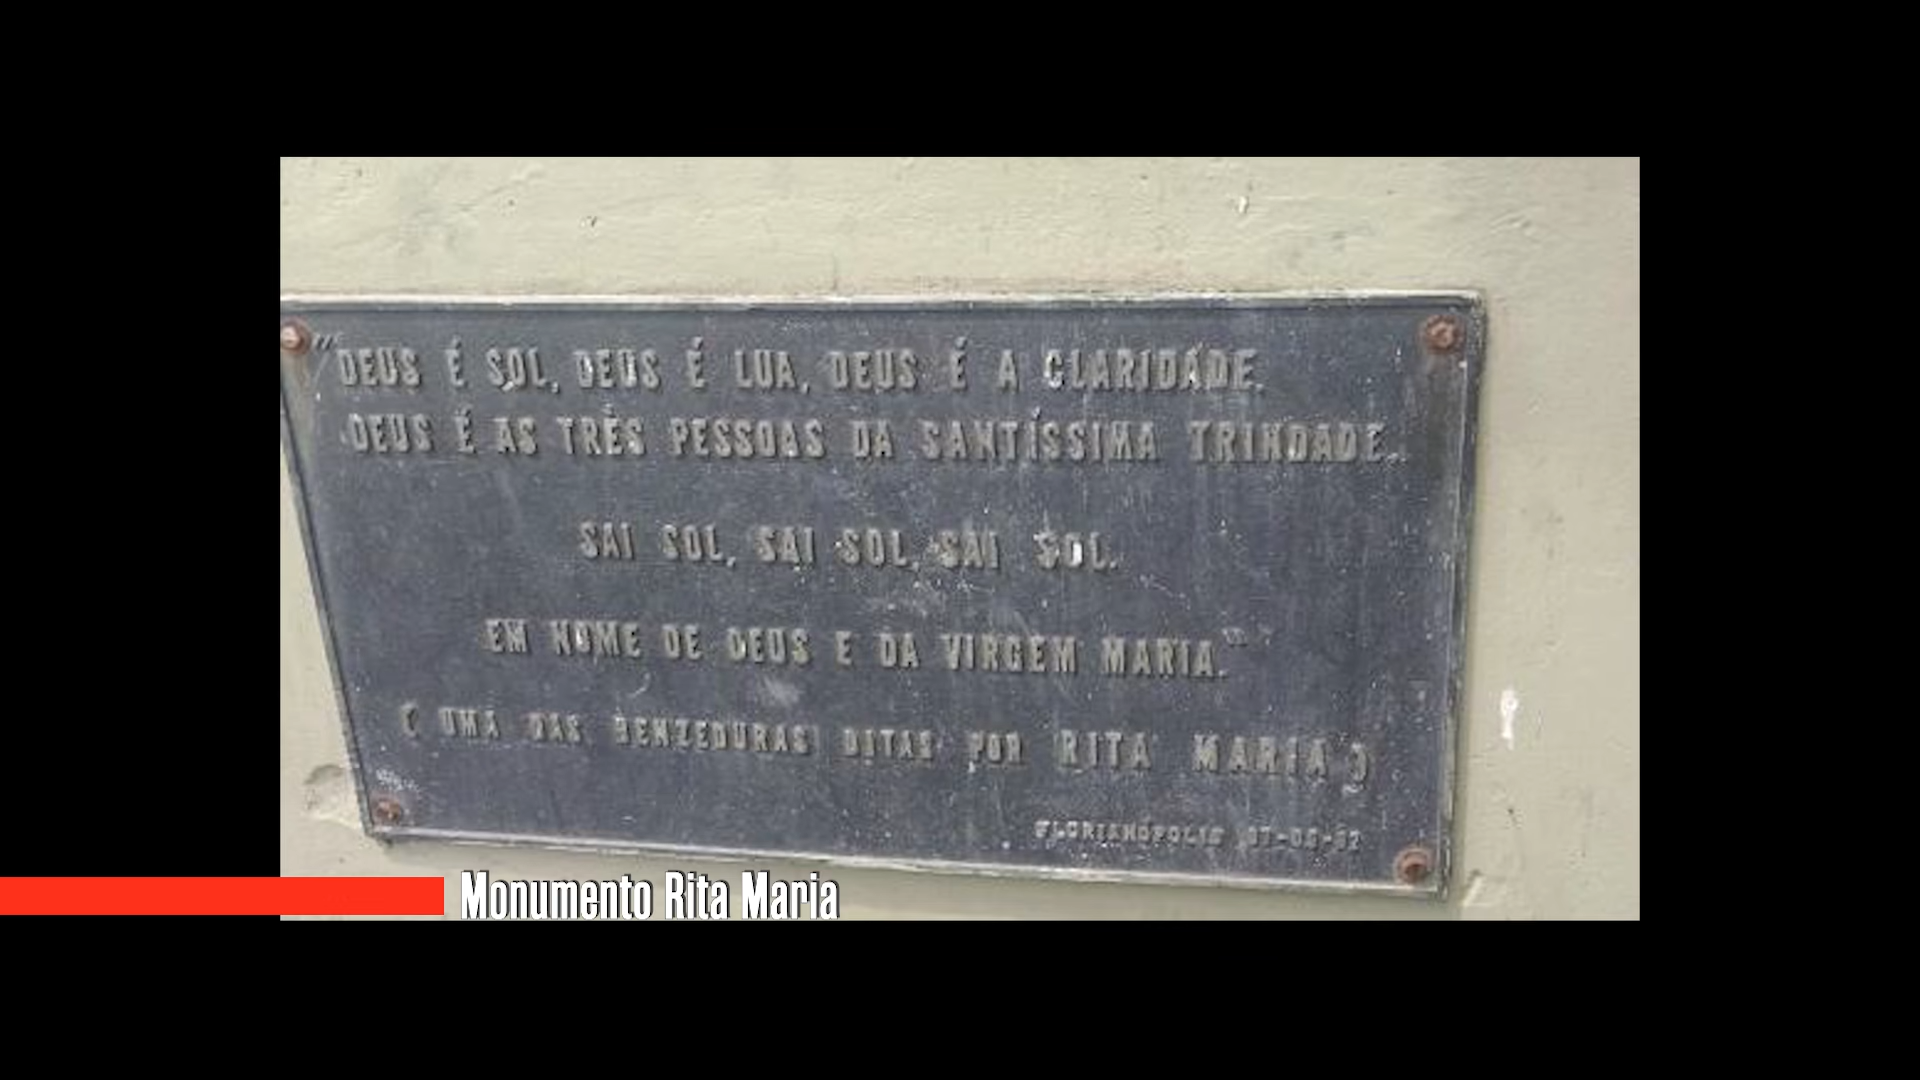 "DEUS É SOL, DEUS É LUA, DEUS É A CLARIDADE.
DEUS É AS TRÊS PESSOAS DA SANTÍSSIMA TRINDADE.
SAI SOL, SAI SOL, SAI SOL.
EM NOME DE DEUS E DA VIRGEM MARIA."
( UMA DAS BENZEDURAS DITAS POR RITA MARIA )
FLORIANÓPOLIS
Monumento Rita Maria